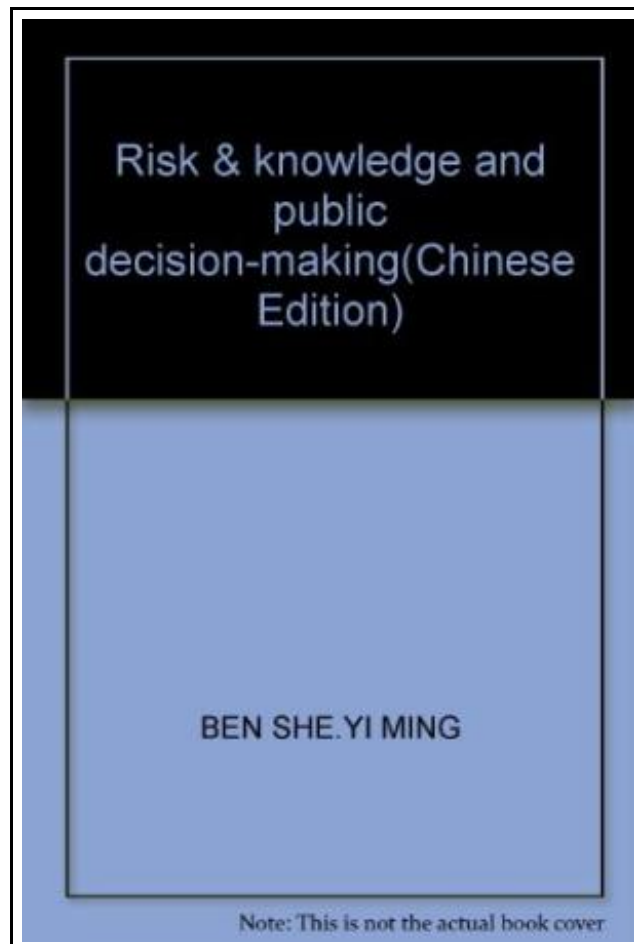 Risk & knowledge and
public
decision-making(Chinese
Edition)
BEN SHE.YI MING
Note: This is not the actual book cover